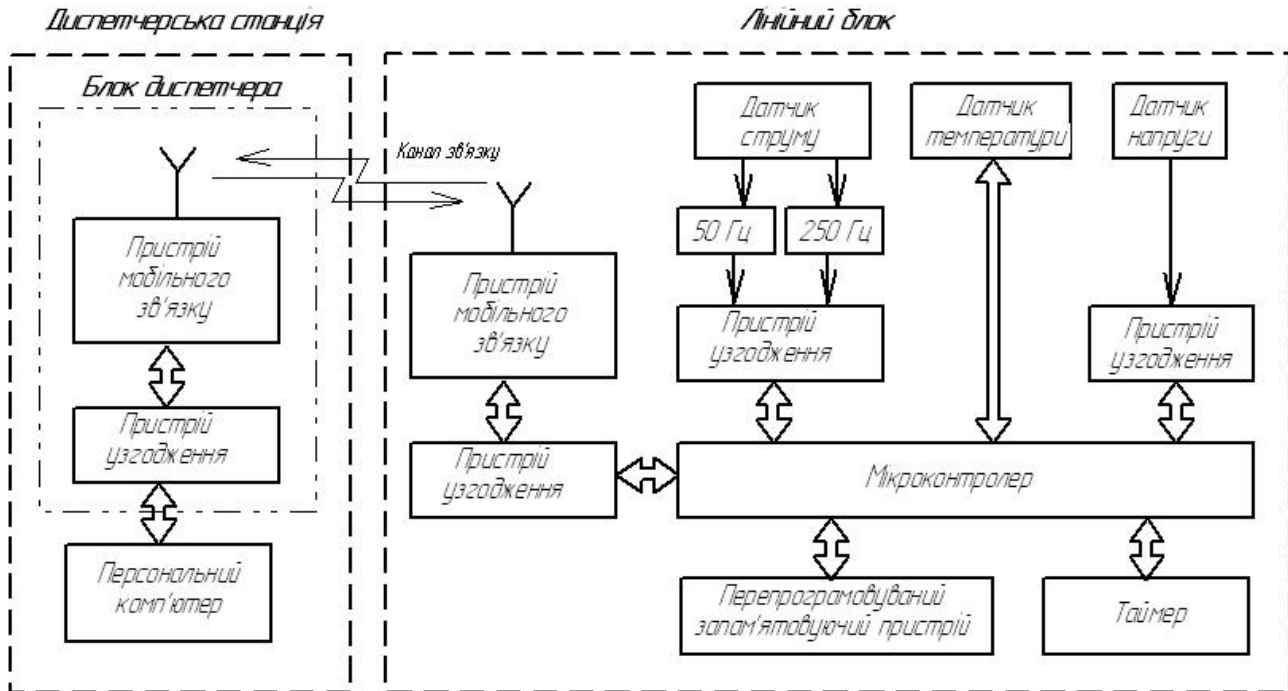 Диспетчерська станція
Блок диспетчера
Пристрій
мобільного
зв'язку
Пристрій
узгодження
Персональний
комп'ютер
Канал зв'язку
Лінійний блок
Датчик
струму
Датчик
температури
Датчик
напруги
50 Гц
250 Гц
Пристрій
мобільного
зв'язку
Пристрій
узгодження
Пристрій
узгодження
Пристрій
узгодження
Мікроконтролер
Перепрограмовуваний
запам'ятовуючий пристрій
Таймер